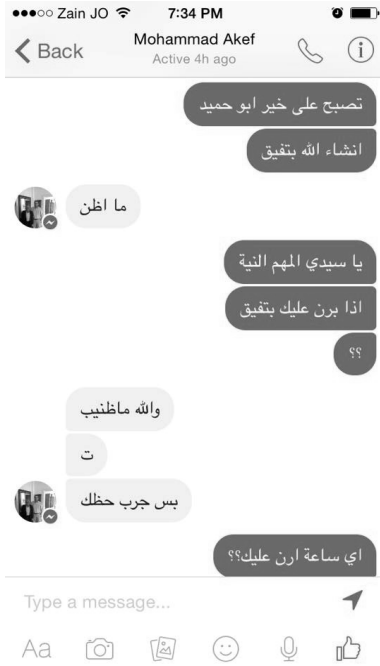 Zain JO 7:34 PM
Back Mohammad Akef
Active 4h ago
تصبح على خير ابو حميد
انشاء الله بتفيق
ما اظن
يا سيدي المهم النية
اذا برن عليك بتفيق
؟؟
والله ماظنيب
ت
بس جرب حظك
اي ساعة ارن عليك؟؟
Type a message...
Aa